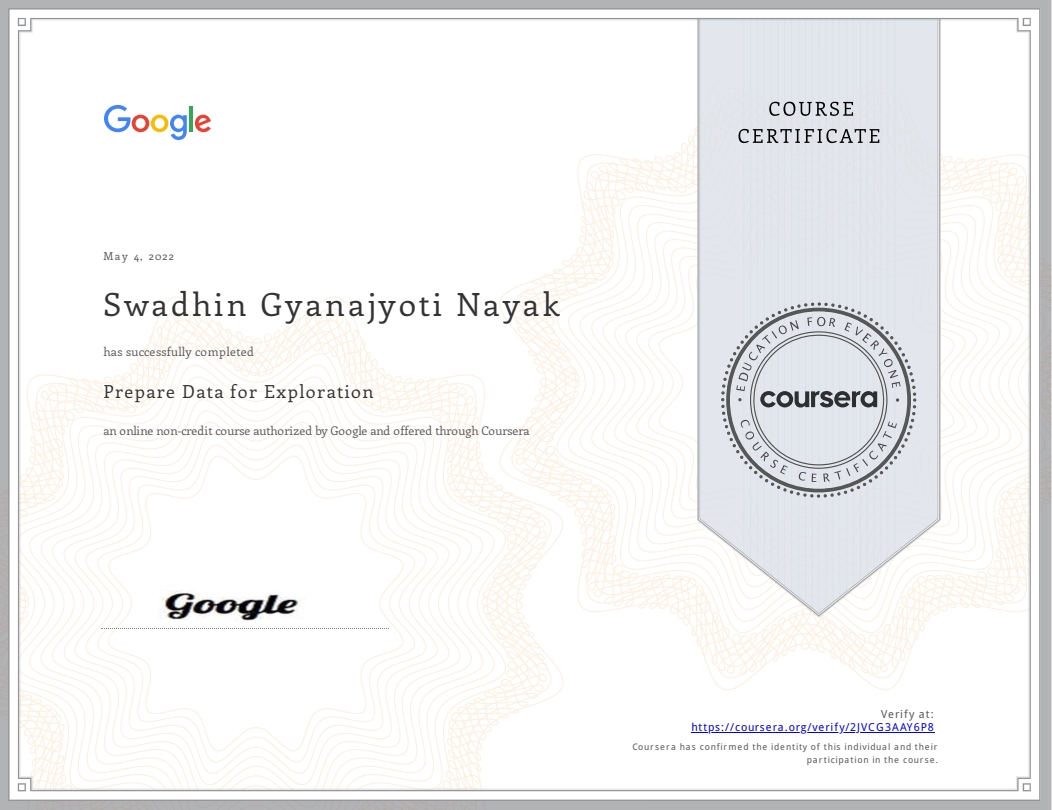 Google
COURSE
CERTIFICATE
May 4, 2022
Swadhin Gyanajyoti Nayak
has successfully completed
Prepare Data for Exploration
an online non-credit course authorized by Google and offered through Coursera
EDUCATION FOR EVERYONE
coursera
COURSE CERTIFICATE
Google
Verify at:
https://coursera.org/verify/2JVCG3AAY6P8
Coursera has confirmed the identity of this individual and their
participation in the course.